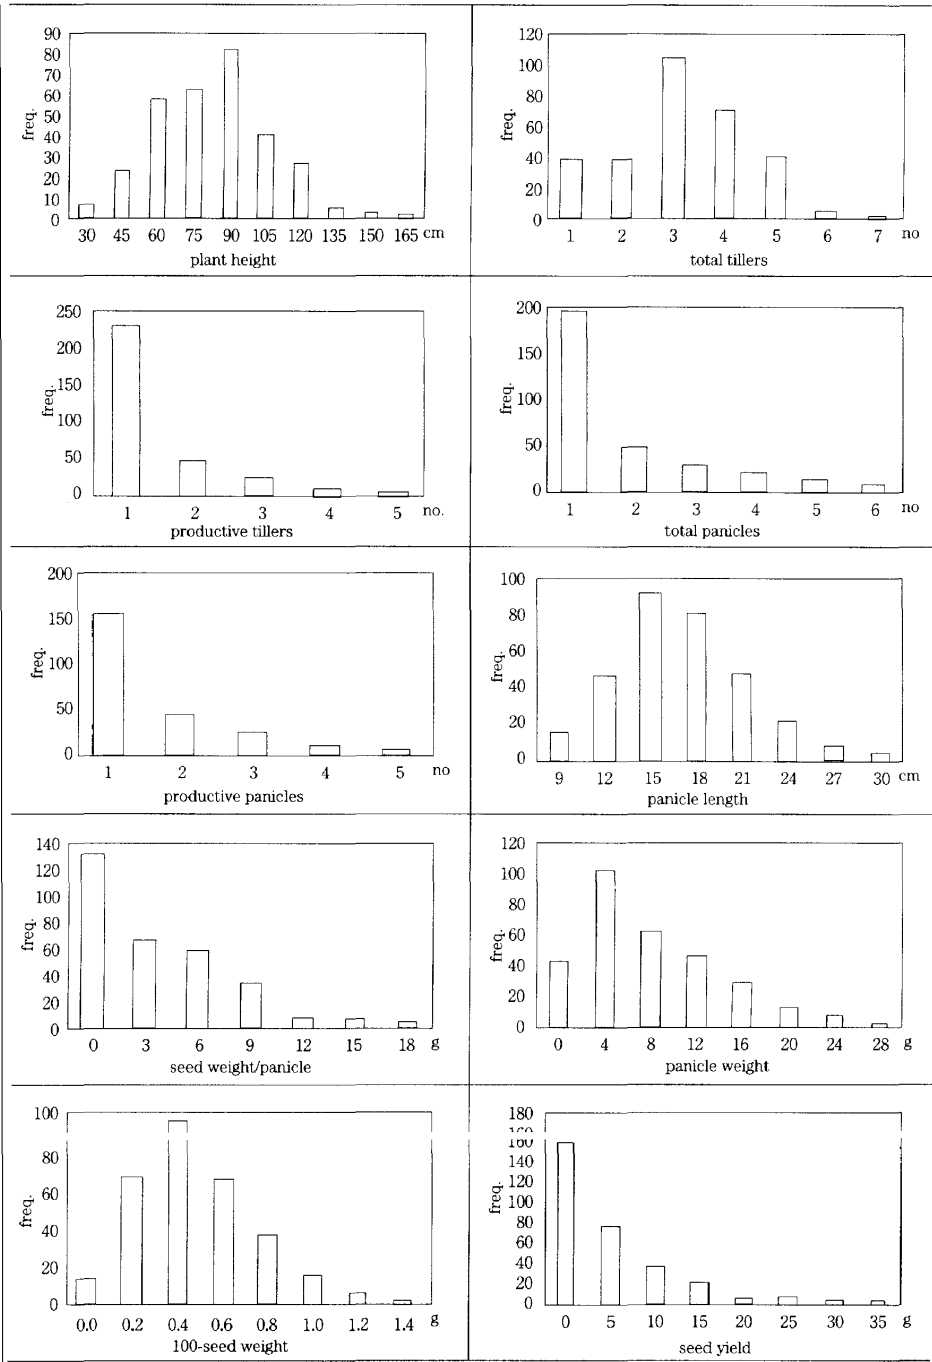 90
80
70
60
50
40
30
20
10
0
freq.
30 45 60 75 90 105 120 135 150 165 cm
plant height
120
100
80
60
40
20
0
freq.
1 2 3 4 5 6 7 no
total tillers
250
200
150
100
50
0
freq.
1 2 3 4 5 no.
productive tillers
200
150
100
50
0
freq.
1 2 3 4 5 6 no
total panicles
200
150
100
50
0
freq.
1 2 3 4 5 no
productive panicles
100
80
60
40
20
0
freq.
9 12 15 18 21 24 27 30 cm
panicle length
140
120
100
80
60
40
20
0
freq.
0 3 6 9 12 15 18 g
seed weight/panicle
120
100
80
60
40
20
0
freq.
0 4 8 12 16 20 24 28 g
panicle weight
100
80
60
40
20
0
freq.
0.0 0.2 0.4 0.6 0.8 1.0 1.2 1.4 g
100-seed weight
180
160
140
120
100
80
60
40
20
0
freq.
0 5 10 15 20 25 30 35 g
seed yield